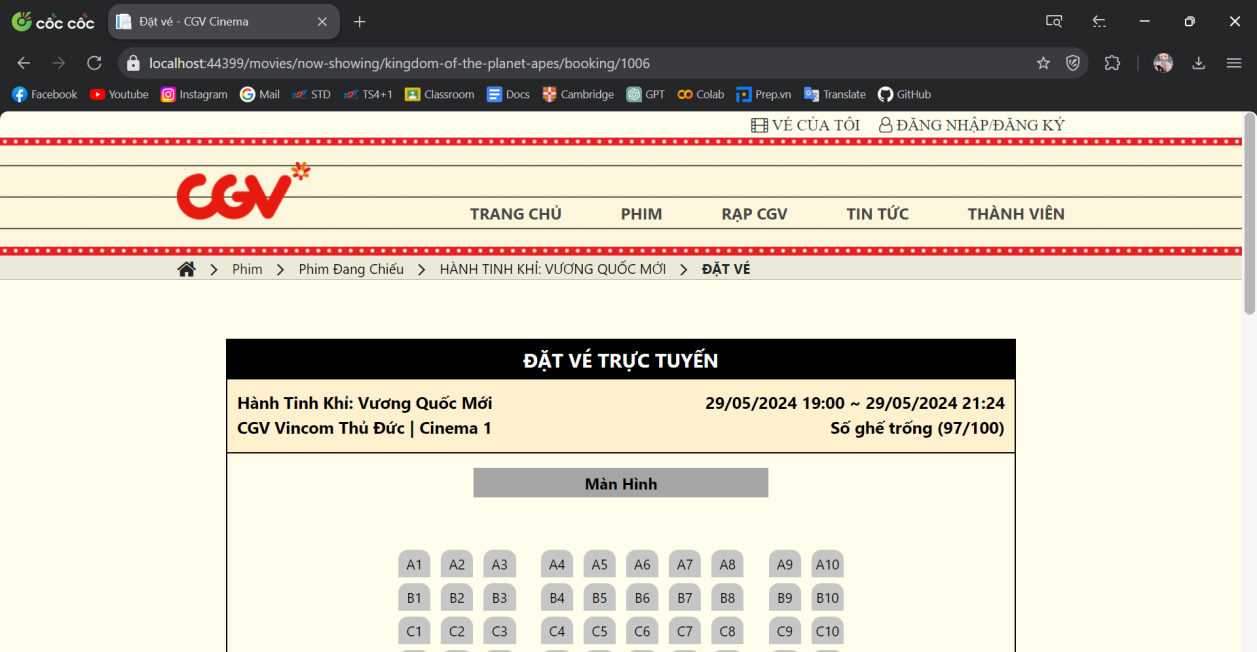 cốc cốc Đặt vé - CGV Cinema
localhost:44399/movies/now-showing/kingdom-of-the-planet-apes/booking/1006
Facebook Youtube Instagram Mail STD TS4+1 Classroom Docs Cambridge GPT Colab Prep.vn Translate GitHub
VÉ CỦA TÔI ĐĂNG NHẬP/ĐĂNG KÝ
CGV
TRANG CHỦ PHIM RẠP CGV TIN TỨC THÀNH VIÊN
Phim > Phim Đang Chiếu > HÀNH TINH KHỈ: VƯƠNG QUỐC MỚI > ĐẶT VÉ
ĐẶT VÉ TRỰC TUYẾN
Hành Tinh Khỉ: Vương Quốc Mới 29/05/2024 19:00 ~ 29/05/2024 21:24
CGV Vincom Thủ Đức | Cinema 1 Số ghế trống (97/100)
Màn Hình
A1 A2 A3 A4 A5 A6 A7 A8 A9 A10
B1 B2 B3 B4 B5 B6 B7 B8 B9 B10
C1 C2 C3 C4 C5 C6 C7 C8 C9 C10